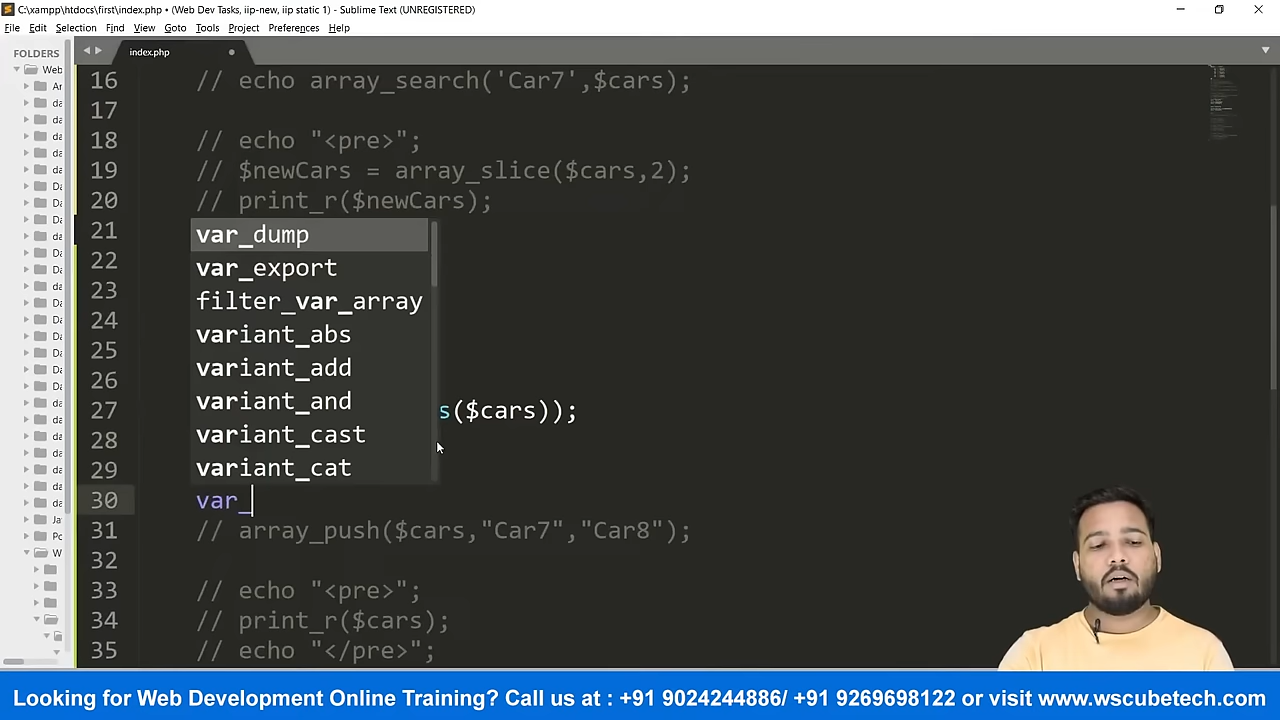 C:\xampp\htdocs\first\index.php • (Web Dev Tasks, iip-new, iip static 1) - Sublime Text (UNREGISTERED)
File Edit Selection Find View Goto Tools Project Preferences Help
FOLDERS
index.php
Web
16 // echo array_search('Car7',$cars);
17
18 // echo "<pre>";
19 // $newCars = array_slice($cars,2);
20 // print_r($newCars);
21
var_dump
22
var_export
23
filter_var_array
24
variant_abs
25
variant_add
26
variant_and
27 s($cars));
variant_cast
28
variant_cat
29
30 var_
31 // array_push($cars,"Car7","Car8");
32
33 // echo "<pre>";
34 // print_r($cars);
35 // echo "</pre>";
Looking for Web Development Online Training? Call us at : +91 9024244886/ +91 9269698122 or visit www.wscubetech.com